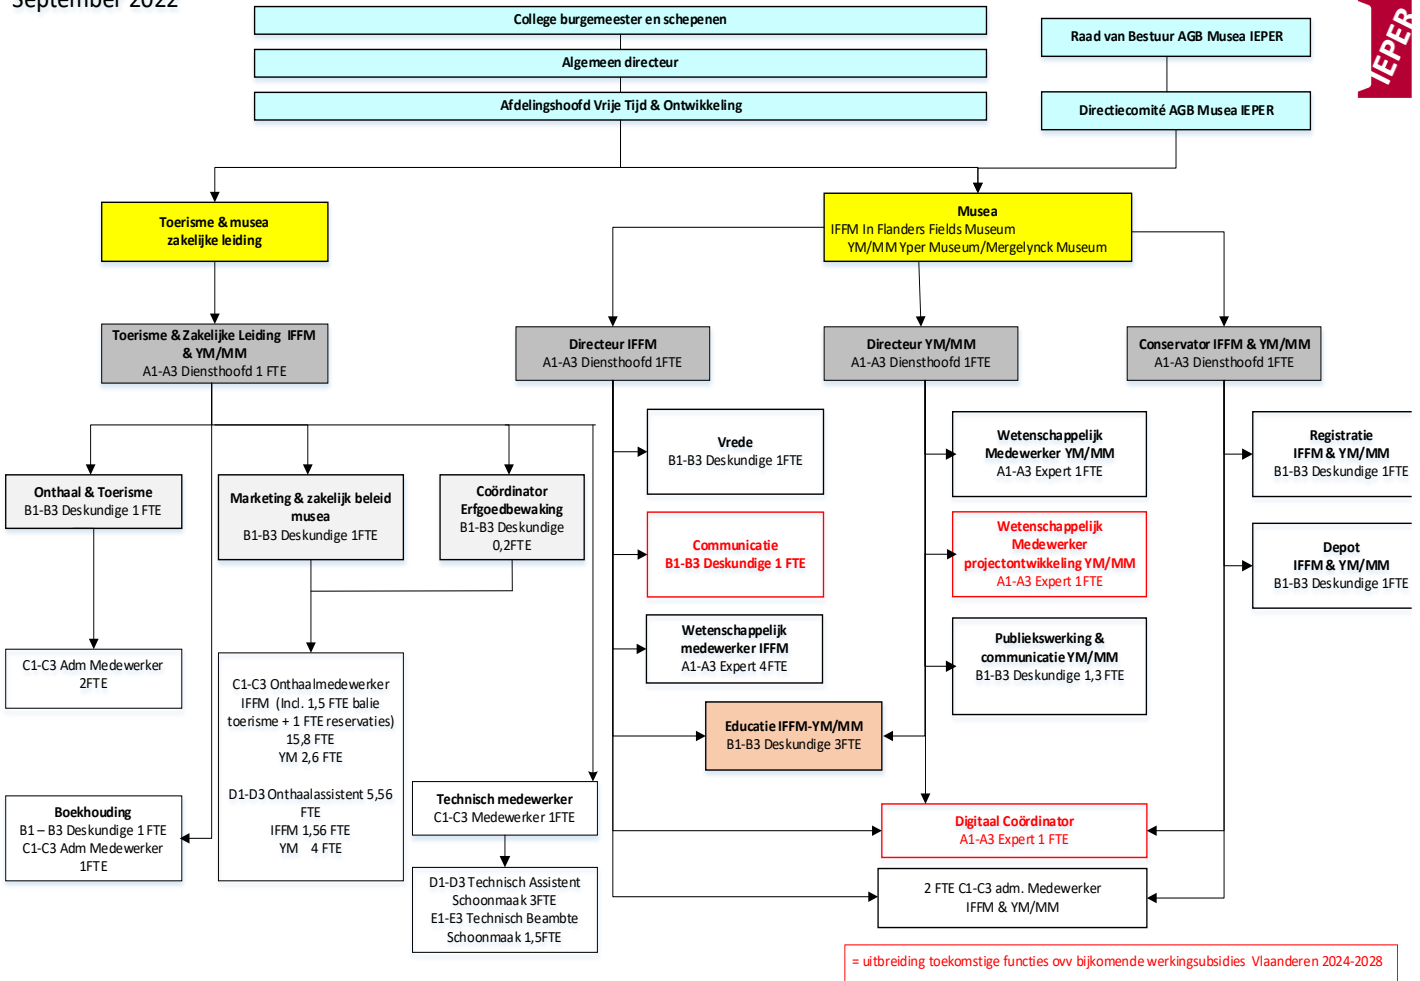 September 2022
College burgemeester en schepenen
Algemeen directeur
Afdelingshoofd Vrije Tijd & Ontwikkeling
Raad van Bestuur AGB Musea IEPER
Directiecomité AGB Musea IEPER
IEPER
Toerisme & musea
zakelijke leiding
Musea
IFFM In Flanders Fields Museum
YM/MM Yper Museum/Mergelynck Museum
Toerisme & Zakelijke Leiding IFFM
& YM/MM
A1-A3 Diensthoofd 1 FTE
Directeur IFFM
A1-A3 Diensthoofd 1FTE
Directeur YM/MM
A1-A3 Diensthoofd 1FTE
Conservator IFFM & YM/MM
A1-A3 Diensthoofd 1FTE
Onthaal & Toerisme
B1-B3 Deskundige 1 FTE
Marketing & zakelijk beleid
musea
B1-B3 Deskundige 1FTE
Coördinator
Erfgoedbewaking
B1-B3 Deskundige
0,2FTE
Vrede
B1-B3 Deskundige 1FTE
Communicatie
B1-B3 Deskundige 1 FTE
Wetenschappelijk
medewerker IFFM
A1-A3 Expert 4FTE
Educatie IFFM-YM/MM
B1-B3 Deskundige 3FTE
Wetenschappelijk
Medewerker YM/MM
A1-A3 Expert 1FTE
Wetenschappelijk
Medewerker
projectontwikkeling YM/MM
A1-A3 Expert 1FTE
Publiekswerking &
communicatie YM/MM
B1-B3 Deskundige 1,3 FTE
Registratie
IFFM & YM/MM
B1-B3 Deskundige 1FTE
Depot
IFFM & YM/MM
B1-B3 Deskundige 1FTE
C1-C3 Adm Medewerker
2FTE
C1-C3 Onthaalmedewerker
IFFM (Incl. 1,5 FTE balie
toerisme + 1 FTE reservaties)
15,8 FTE
YM 2,6 FTE
D1-D3 Onthaalassistent 5,56
FTE
IFFM 1,56 FTE
YM 4 FTE
Boekhouding
B1 – B3 Deskundige 1 FTE
C1-C3 Adm Medewerker
1FTE
Technisch medewerker
C1-C3 Medewerker 1FTE
D1-D3 Technisch Assistent
Schoonmaak 3FTE
E1-E3 Technisch Beambte
Schoonmaak 1,5FTE
Digitaal Coördinator
A1-A3 Expert 1 FTE
2 FTE C1-C3 adm. Medewerker
IFFM & YM/MM
= uitbreiding toekomstige functies ovv bijkomende werkingsubsidies Vlaanderen 2024-2028